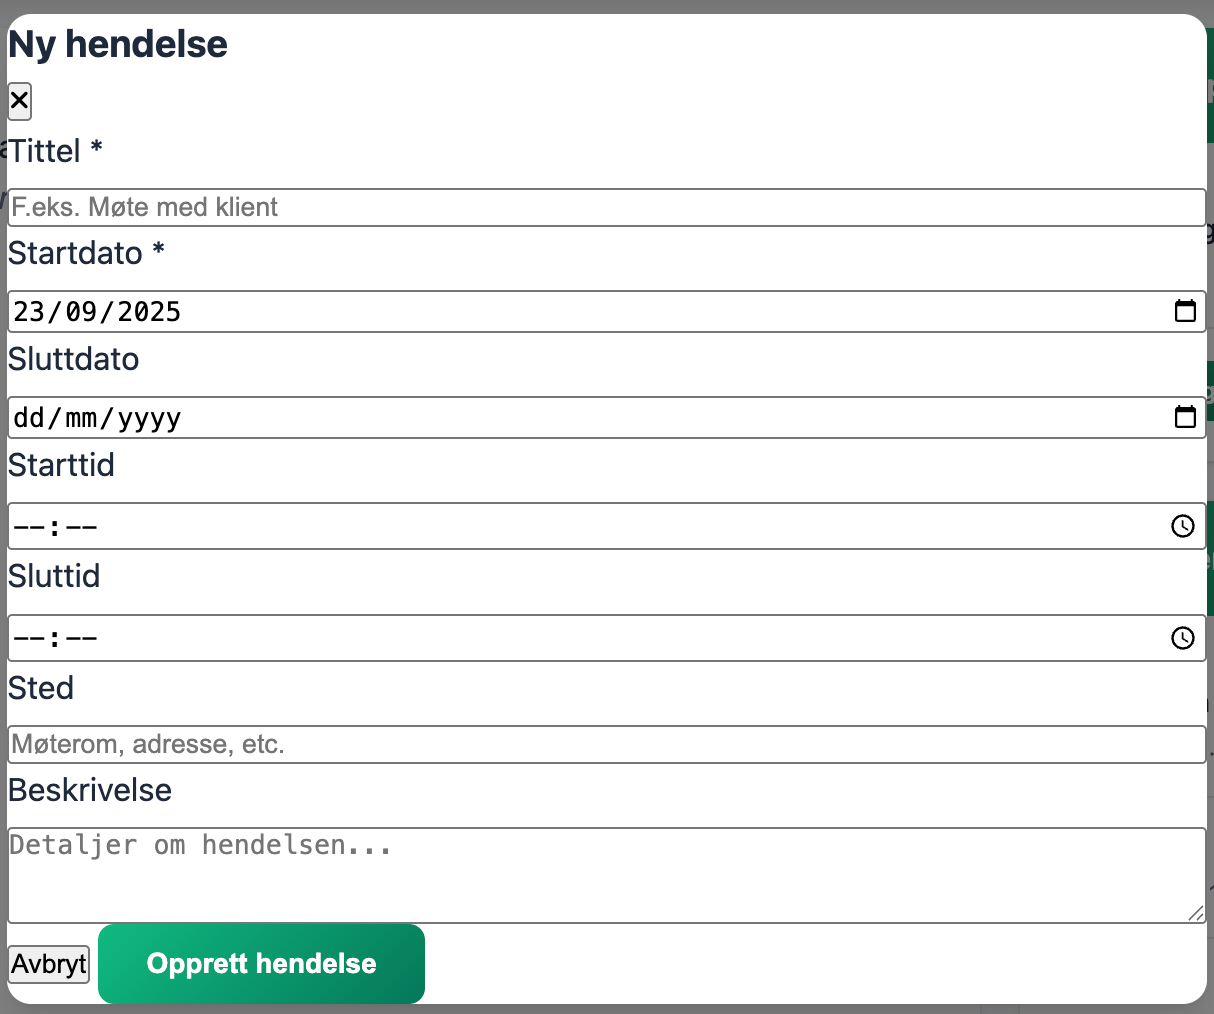 Ny hendelse
×
Tittel *
F.eks. Møte med klient
Startdato *
23/09/2025
Sluttdato
dd/mm/yyyy
Starttid
--:--
Sluttid
--:--
Sted
Møterom, adresse, etc.
Beskrivelse
Detaljer om hendelsen...
Avbryt Opprett hendelse